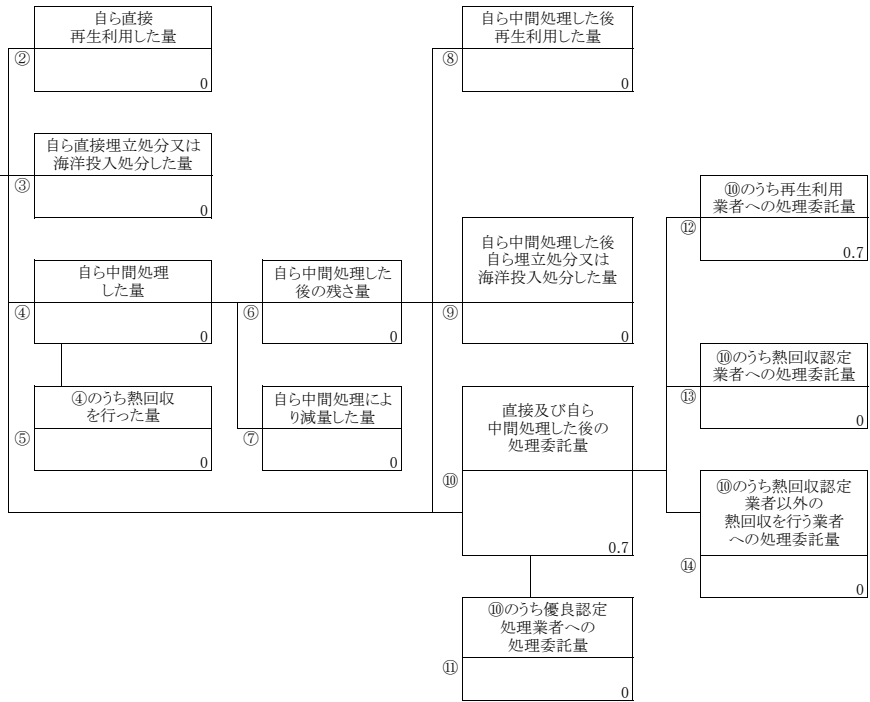 自ら直接
再生利用した量
②
0
自ら直接埋立処分又は
海洋投入処分した量
③
0
自ら中間処理
した量
④
0
④のうち熱回収
を行った量
⑤
0
自ら中間処理した
後の残さ量
⑥
0
自ら中間処理によ
り減量した量
⑦
0
自ら中間処理した後
再生利用した量
⑧
0
自ら中間処理した後
自ら埋立処分又は
海洋投入処分した量
⑨
0
直接及び自ら
中間処理した後の
処理委託量
⑩
0.7
⑩のうち優良認定
処理業者への
処理委託量
⑪
0
⑩のうち再生利用
業者への処理委託量
⑫
0.7
⑩のうち熱回収認定
業者への処理委託量
⑬
0
⑩のうち熱回収認定
業者以外の
熱回収を行う業者
への処理委託量
⑭
0